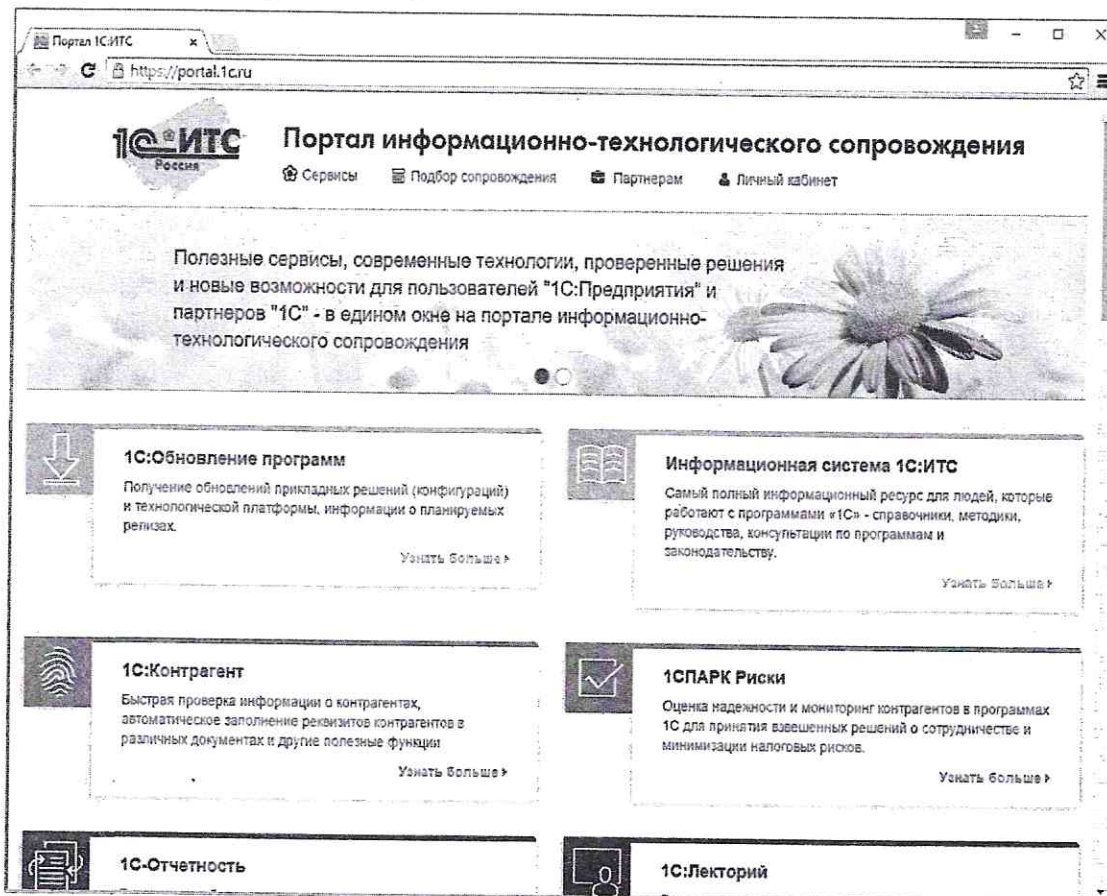 Портал 1С:ИТС
https://portal.1c.ru
1С ИТС
Россия
Портал информационно-технологического сопровождения
Сервисы
Подбор сопровождения
Партнерам
Личный кабинет
Полезные сервисы, современные технологии, проверенные решения
и новые возможности для пользователей "1С:Предприятия" и
партнеров "1С" - в едином окне на портале информационно-
технологического сопровождения
1С:Обновление программ
Получение обновлений прикладных решений (конфигураций)
и технологической платформы, информации о планируемых
релизах.
Узнать больше
Информационная система 1С:ИТС
Самый полный информационный ресурс для людей, которые
работают с программами «1С» - справочники, методики,
руководства, консультации по программам и
законодательству.
Узнать больше
1С:Контрагент
Быстрая проверка информации о контрагентах,
автоматическое заполнение реквизитов контрагентов в
различных документах и другие полезные функции
Узнать больше
1СПАРК Риски
Оценка надежности и мониторинг контрагентов в программах
1С для принятия взвешенных решений о сотрудничестве и
минимизации налоговых рисков.
Узнать больше
1С-Отчетность
1С:Лекторий